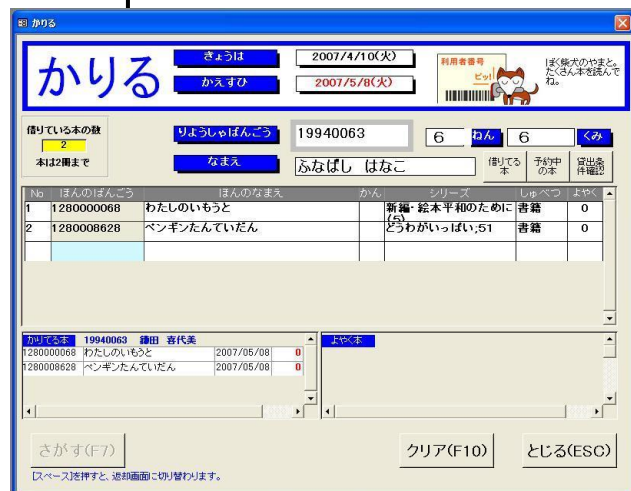 かりる
かりる
きょうは 2007/4/10(火)
かえすひ 2007/5/8(火)
利用者番号
ピッ!
ぼく柴犬のやまと。
たくさん本を読んで
ね。
借りている本の数
2
本は2冊まで
りようしゃばんごう 19940063 6 ねん 6 くみ
なまえ ふなばし はなこ
借りてる本
予約中の本
貸出条件確認
No ほんのばんごう ほんのなまえ かん シリーズ しゅべつ よやく
1 1280000068 わたしのいもうと 新編・絵本平和のために(5) 書籍 0
2 1280008628 ペンギンたんていだん どうわがいっぱい;51 書籍 0
かりてる本 19940063 鎌田 喜代美
1280000068 わたしのいもうと 2007/05/08 0
1280008628 ペンギンたんていだん 2007/05/08 0
よやく本
さがす(F7)
クリア(F10)
とじる(ESC)
[スペース]を押すと、返却画面に切り替わります。